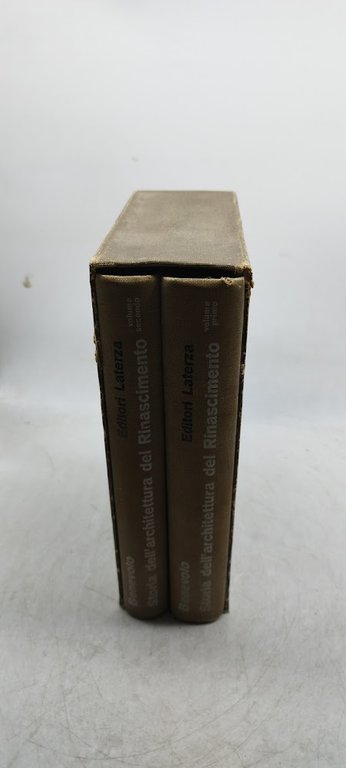 Benevolo
Storia dell'architettura del Rinascimento
Editori Laterza
volume
secondo
Benevolo
Storia dell'architettura del Rinascimento
Editori Laterza
volume
primo